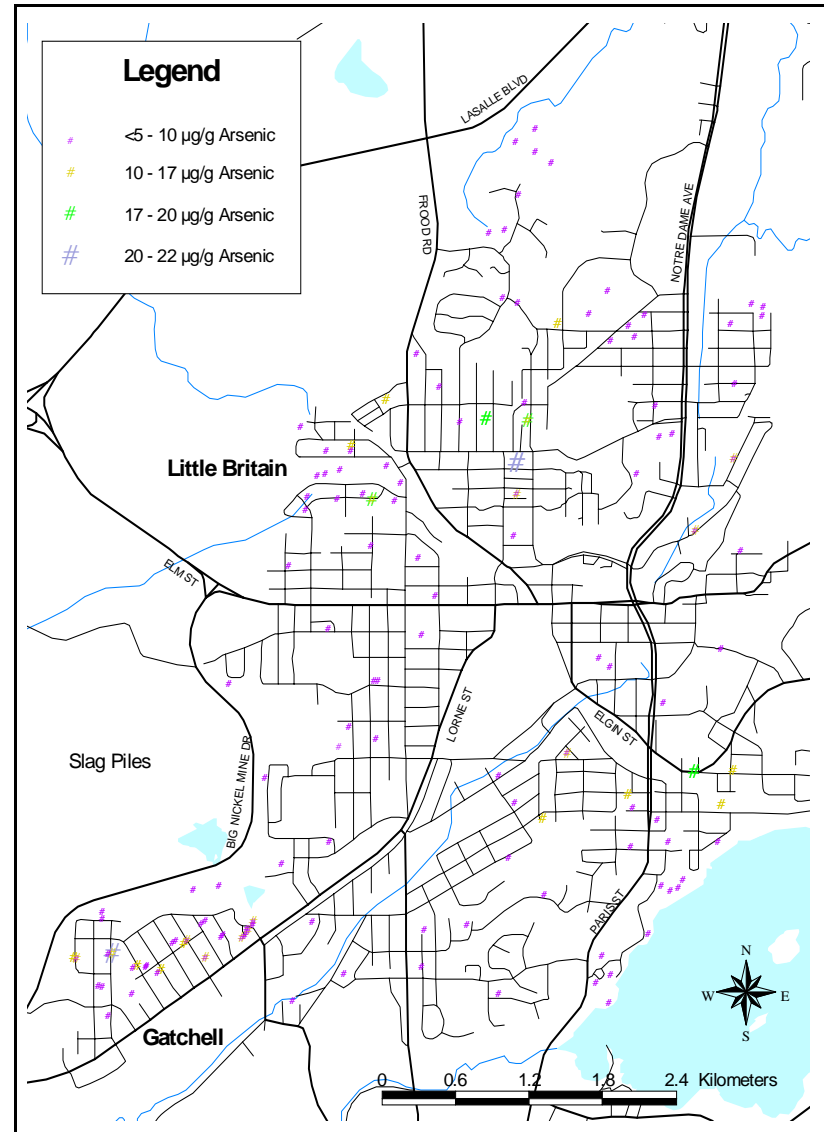 Legend
# <5 - 10 µg/g Arsenic
# 10 - 17 µg/g Arsenic
# 17 - 20 µg/g Arsenic
# 20 - 22 µg/g Arsenic
LASALLE BLVD
FROOD RD
NOTRE DAME AVE
Little Britain
ELM ST
LORNE ST
ELGIN ST
Slag Piles
BIG NICKEL MINE DR
PARIS ST
N
W E
S
Gatchell
0 0.6 1.2 1.8 2.4 Kilometers